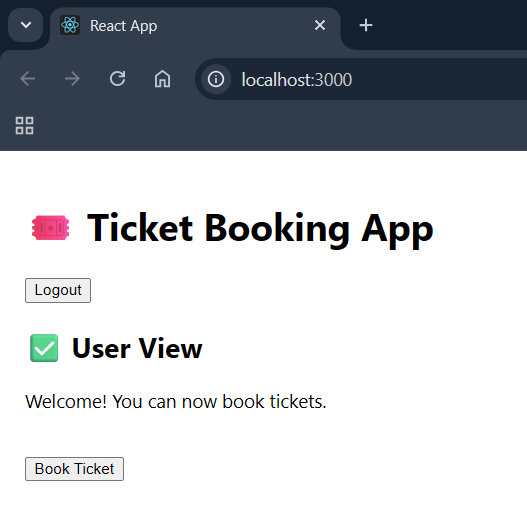 React App
localhost:3000
🎟️ Ticket Booking App
Logout
✅ User View
Welcome! You can now book tickets.
Book Ticket